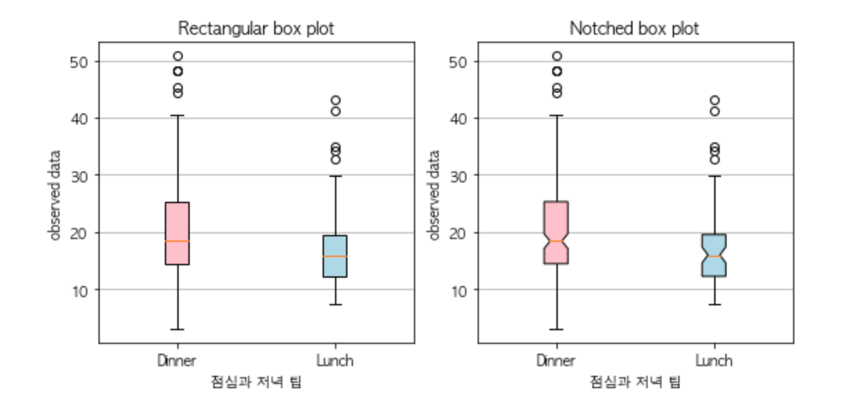 Rectangular box plot
50
40
30
20
10
observed data
Dinner
Lunch
점심과 저녁 팁
Notched box plot
50
40
30
20
10
observed data
Dinner
Lunch
점심과 저녁 팁